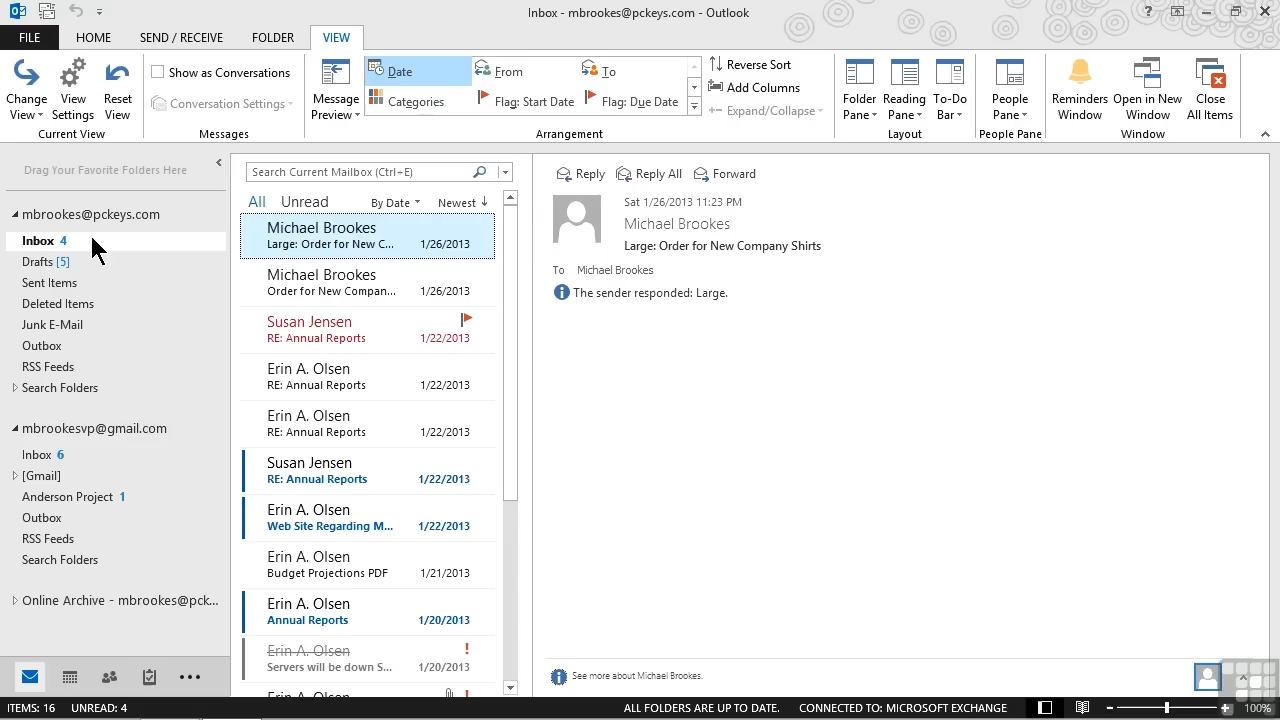 Inbox - mbrookes@pckeys.com - Outlook
FILE HOME SEND / RECEIVE FOLDER VIEW
Change View
View Settings
Reset View
Current View
Show as Conversations
Conversation Settings
Messages
Message Preview
Date From To
Categories Flag: Start Date Flag: Due Date
Reverse Sort
Add Columns
Expand/Collapse
Arrangement
Folder Pane
Reading Pane
To-Do Bar
Layout
People Pane
People Pane
Reminders Window
Open in New Window
Close All Items
Window
Drag Your Favorite Folders Here
mbrookes@pckeys.com
Inbox 4
Drafts [5]
Sent Items
Deleted Items
Junk E-Mail
Outbox
RSS Feeds
Search Folders
mbrookesvp@gmail.com
Inbox 6
[Gmail]
Anderson Project 1
Outbox
RSS Feeds
Search Folders
Online Archive - mbrookes@pck...
Search Current Mailbox (Ctrl+E)
All Unread By Date Newest
Michael Brookes
Large: Order for New C... 1/26/2013
Michael Brookes
Order for New Compan... 1/26/2013
Susan Jensen
RE: Annual Reports 1/22/2013
Erin A. Olsen
RE: Annual Reports 1/22/2013
Erin A. Olsen
RE: Annual Reports 1/22/2013
Susan Jensen
RE: Annual Reports 1/22/2013
Erin A. Olsen
Web Site Regarding M... 1/22/2013
Erin A. Olsen
Budget Projections PDF 1/21/2013
Erin A. Olsen
Annual Reports 1/20/2013
Erin A. Olsen
Servers will be down S... 1/20/2013
Erin A. Olsen
Reply Reply All Forward
Sat 1/26/2013 11:23 PM
Michael Brookes
Large: Order for New Company Shirts
To Michael Brookes
The sender responded: Large.
See more about Michael Brookes.
ITEMS: 16 UNREAD: 4 ALL FOLDERS ARE UP TO DATE. CONNECTED TO: MICROSOFT EXCHANGE 100%